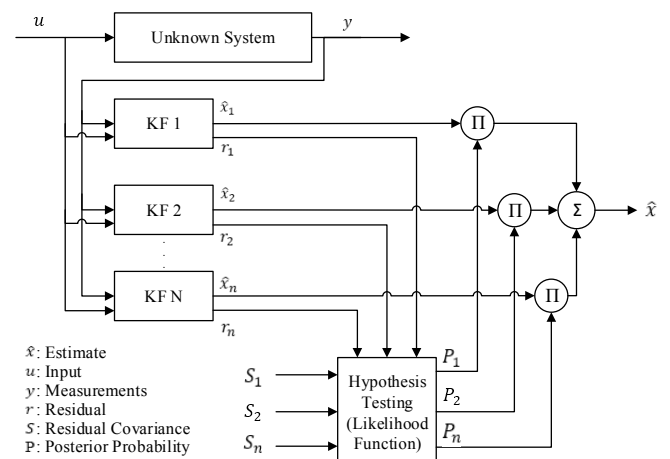 u
Unknown System
y
KF 1
x̂₁
r₁
Π
KF 2
x̂₂
r₂
Π
Σ
x̂
KF N
x̂ₙ
rₙ
Π
x̂: Estimate
u: Input
y: Measurements
r: Residual
S: Residual Covariance
P: Posterior Probability
S₁
S₂
Sₙ
Hypothesis
Testing
(Likelihood
Function)
P₁
P₂
Pₙ